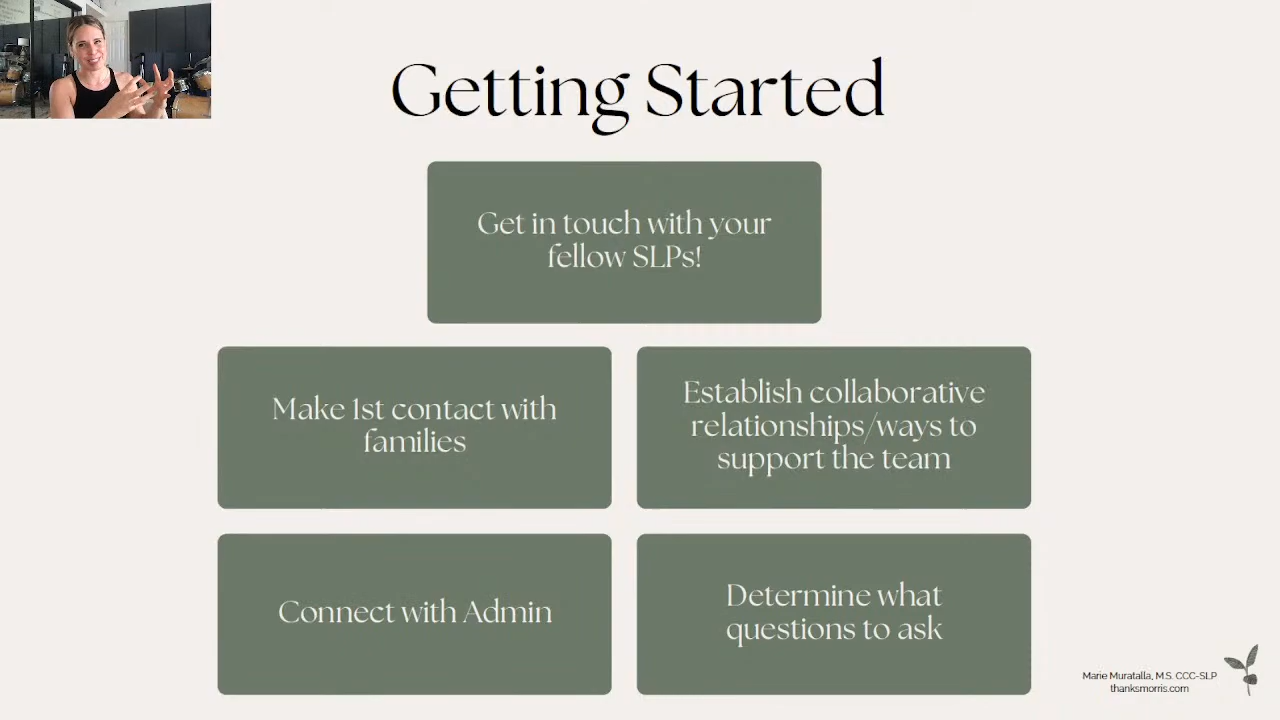 Getting Started
Get in touch with your
fellow SLPs!
Make 1st contact with
families
Establish collaborative
relationships/ways to
support the team
Connect with Admin
Determine what
questions to ask
Marie Muratalla, M.S. CCC-SLP
thanksmorris.com